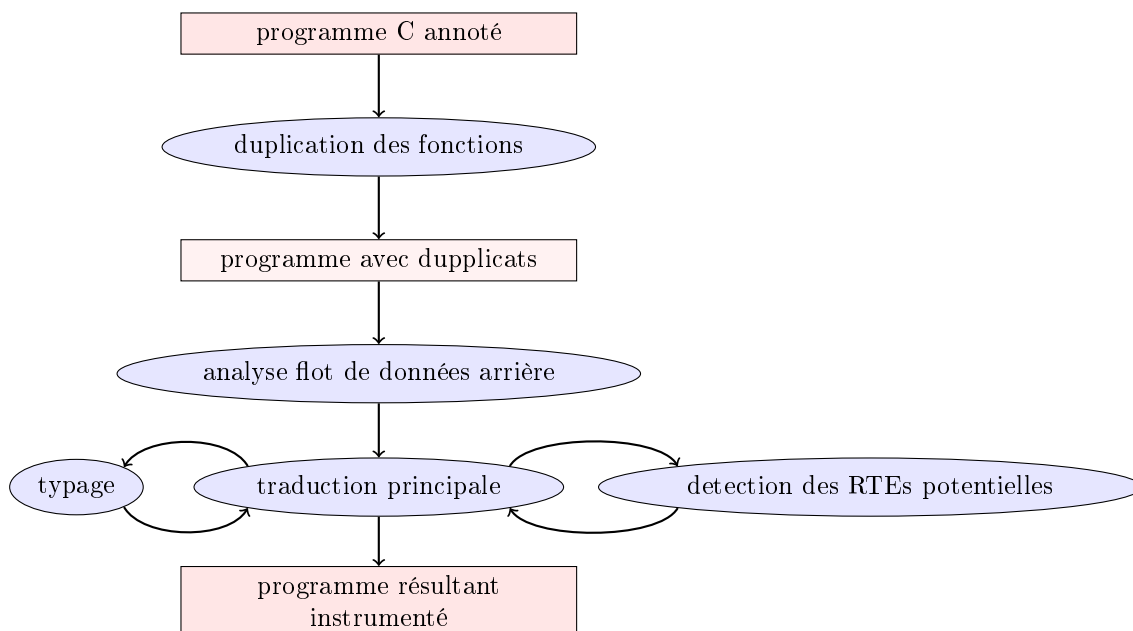 programme C annoté
duplication des fonctions
programme avec dupplicats
analyse flot de données arrière
typage
traduction principale
detection des RTEs potentielles
programme résultant
instrumenté